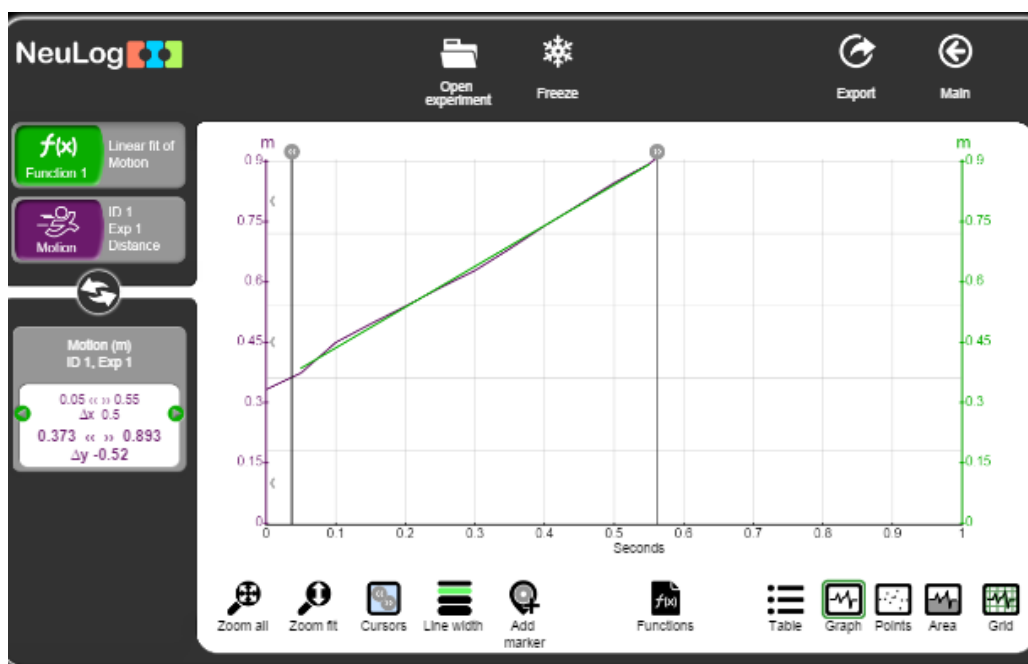 NeuLog
Open
experiment
Freeze
Export
Main
f(x)
Function 1
Linear fit of
Motion
Motion
ID 1
Exp 1
Distance
Motion (m)
ID 1, Exp 1
0.05 « » 0.55
Δx 0.5
0.373 « » 0.893
Δy -0.52
m
0.9
0.75
0.6
0.45
0.3
0.15
0
« »
m
0.9
0.75
0.6
0.45
0.3
0.15
0
0 0.1 0.2 0.3 0.4 0.5 0.6 0.7 0.8 0.9 1
Seconds
Zoom all
Zoom fit
Cursors
Line width
Add
marker
f(x)
Functions
Table
Graph
Points
Area
Grid